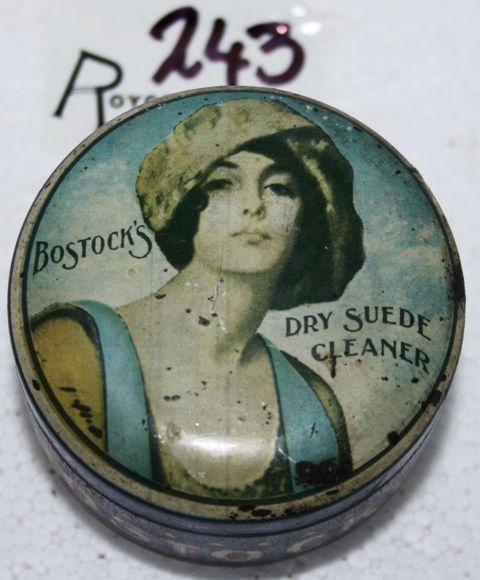 243
BOSTOCK'S
DRY SUEDE
CLEANER